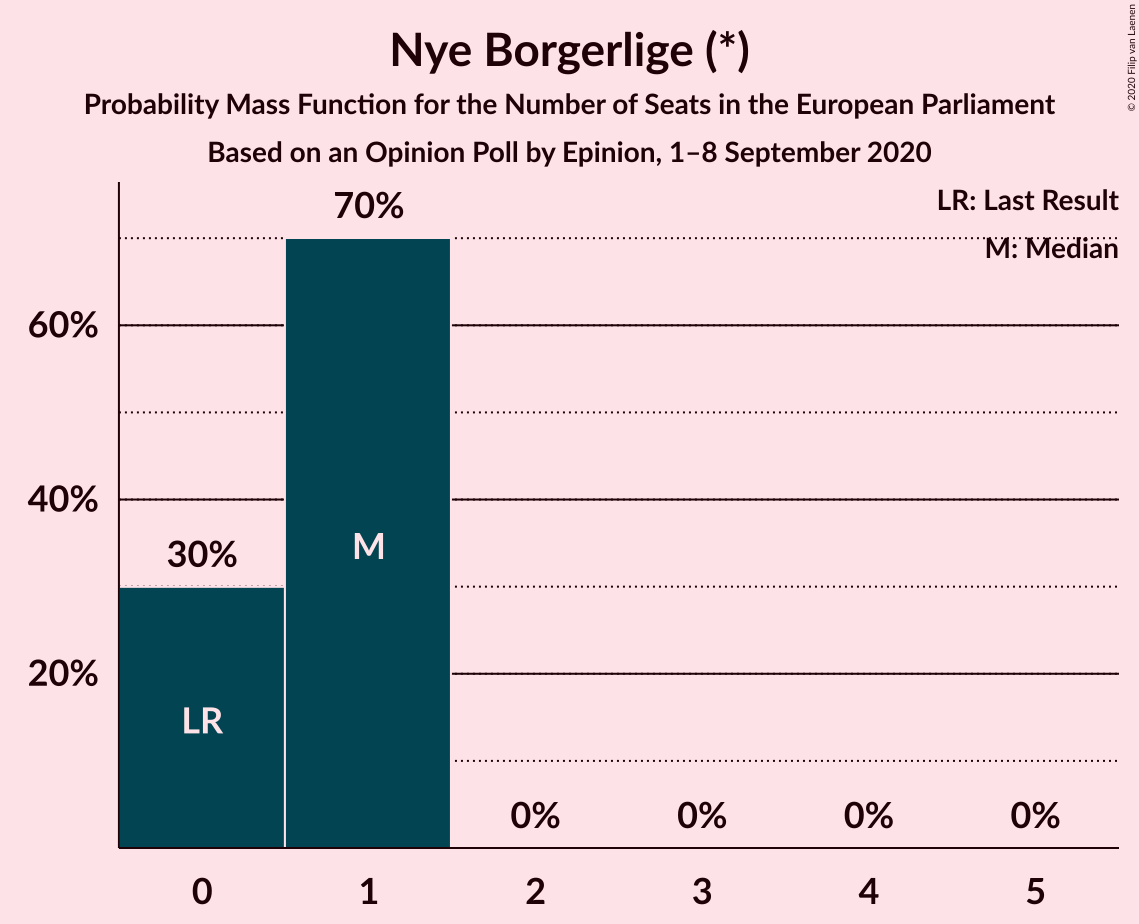 Nye Borgerlige (*)
Probability Mass Function for the Number of Seats in the European Parliament
Based on an Opinion Poll by Epinion, 1–8 September 2020
© 2020 Filip van Laenen
LR: Last Result
M: Median
70%
60%
40%
30%
20%
M
LR
0% 0% 0% 0%
0 1 2 3 4 5